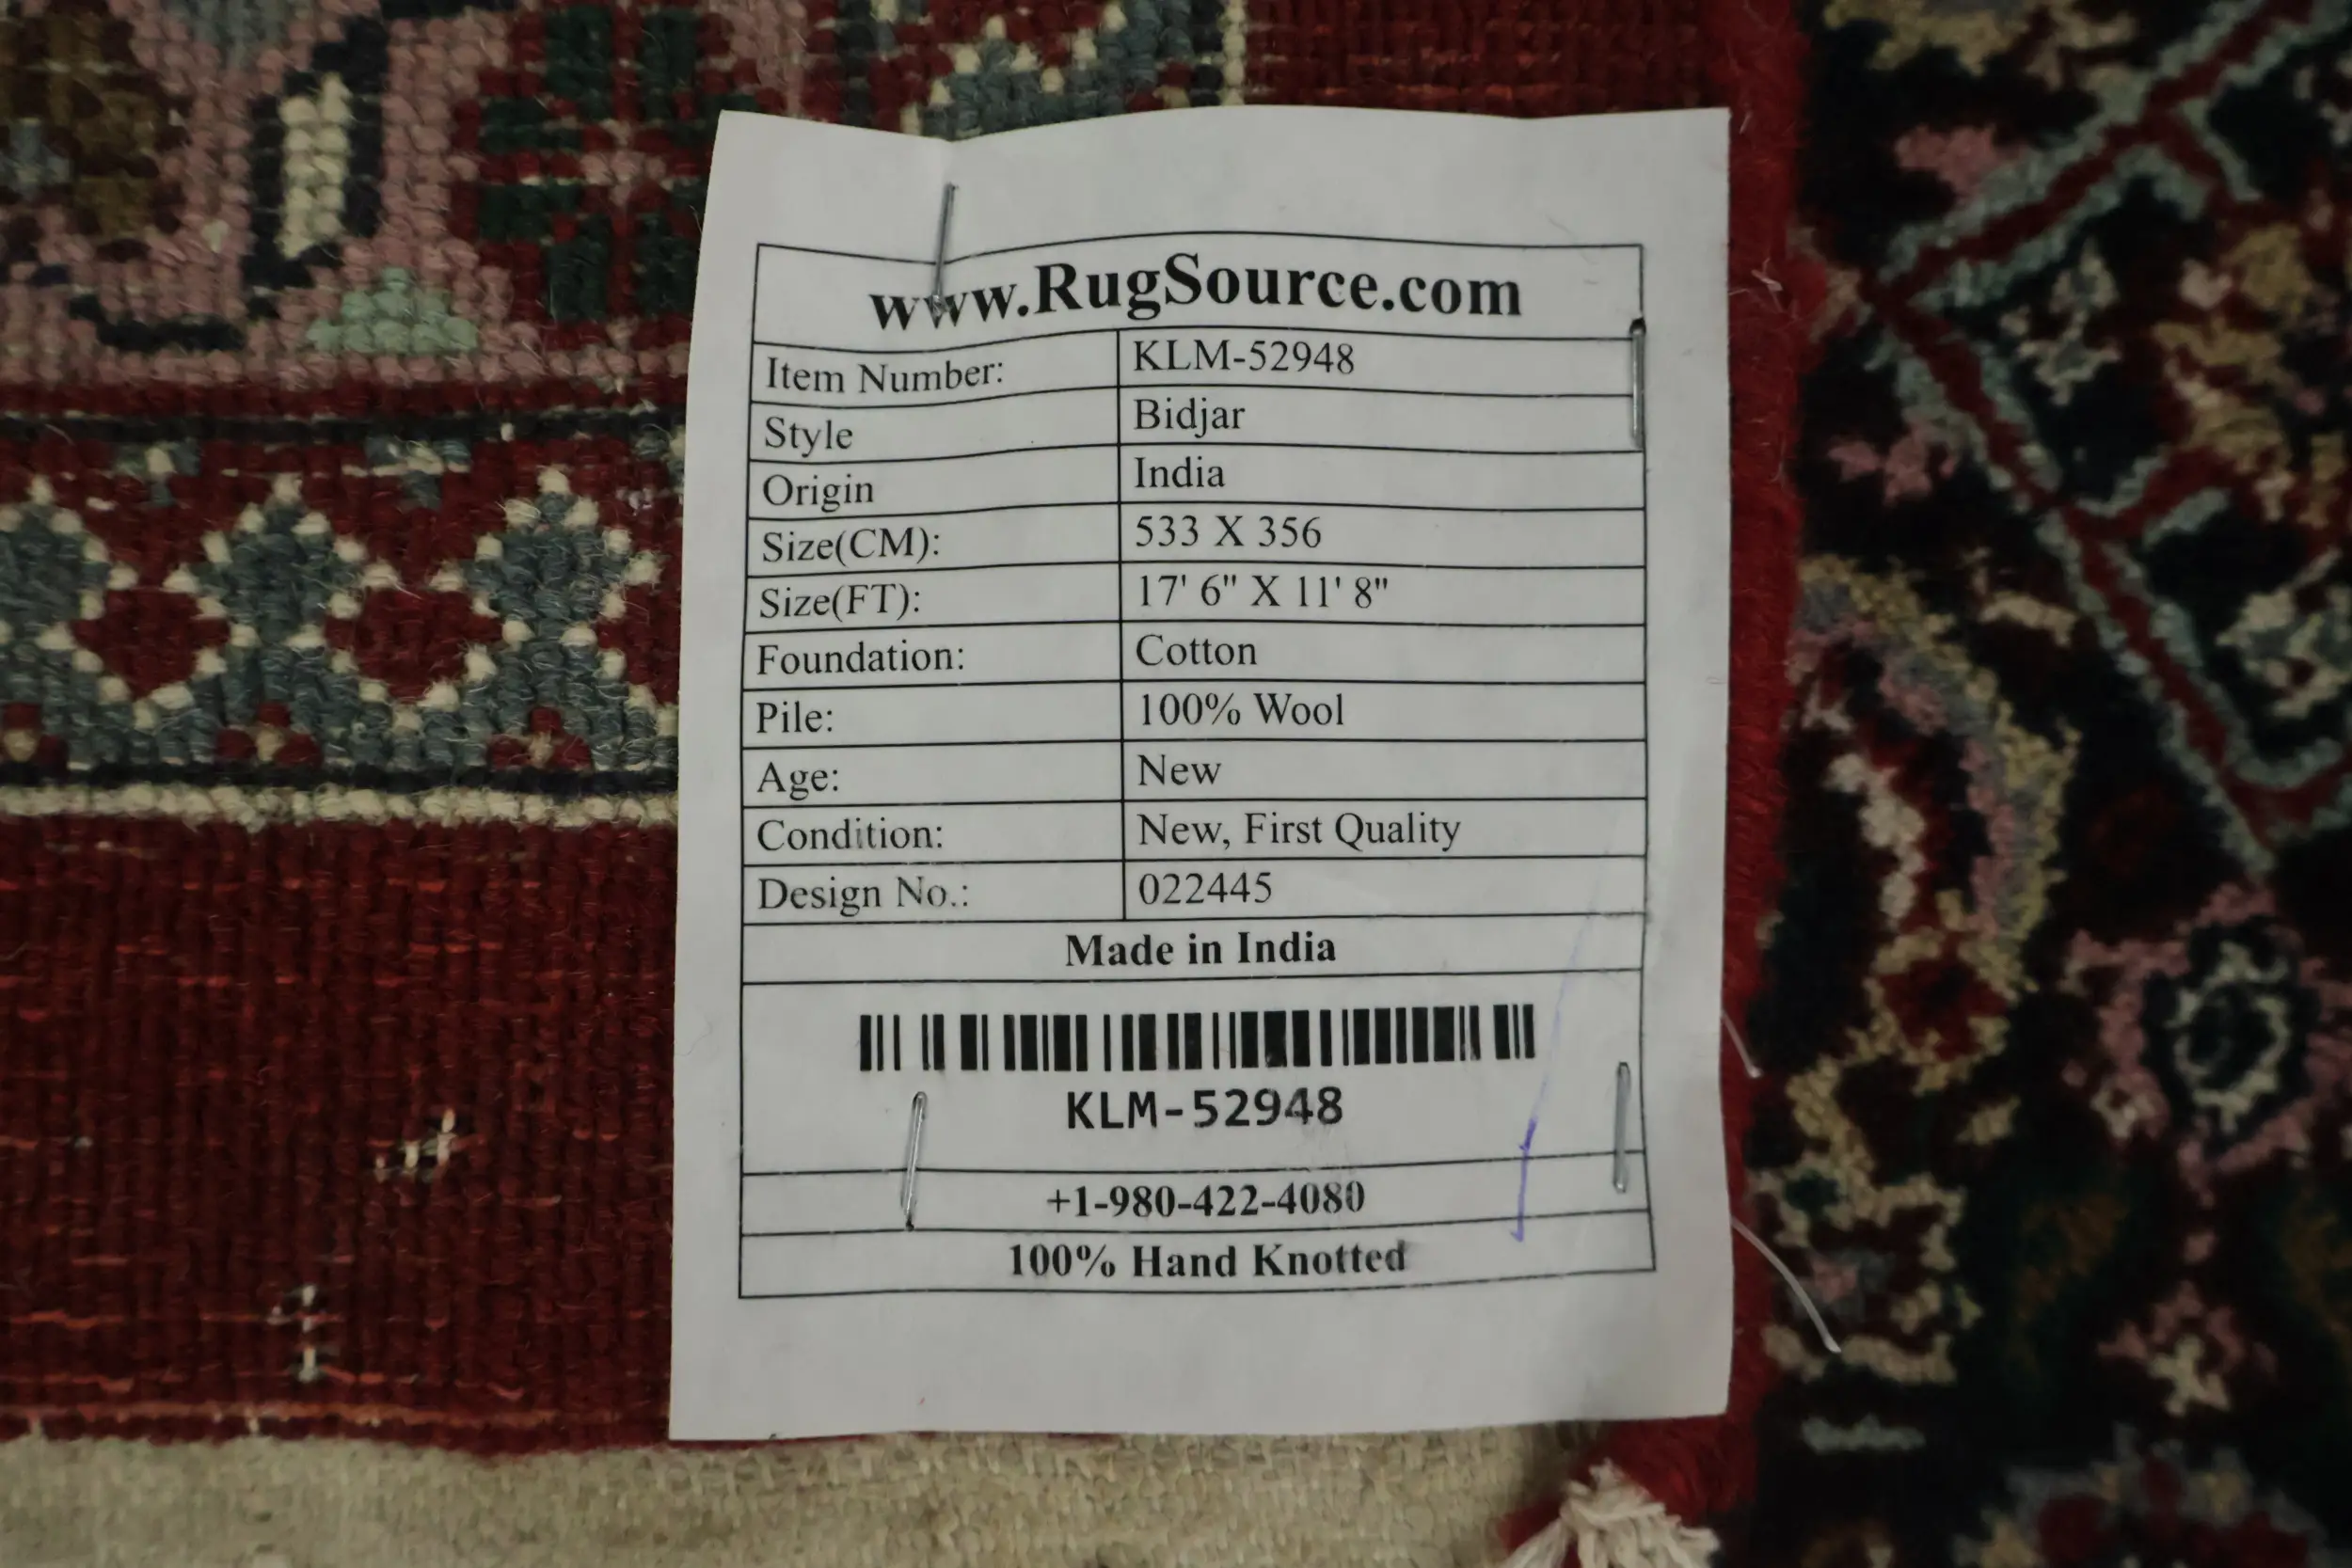 www.RugSource.com
Item Number: KLM-52948
Style Bidjar
Origin India
Size(CM): 533 X 356
Size(FT): 17' 6" X 11' 8"
Foundation: Cotton
Pile: 100% Wool
Age: New
Condition: New, First Quality
Design No.: 022445
Made in India
KLM-52948
+1-980-422-4080
100% Hand Knotted